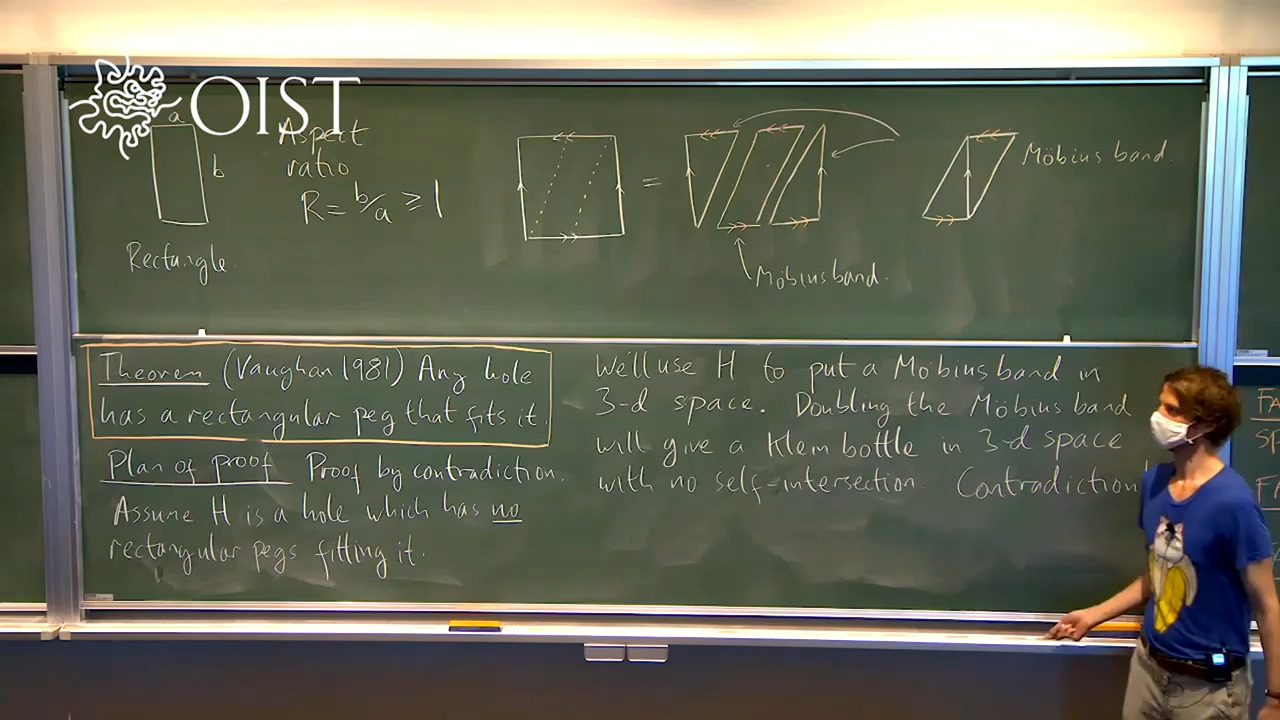 OIST
a
b
Aspect
ratio
R = b/a ≥ 1
Rectangle.
=
Möbius band.
Möbius band.
Theorem (Vaughan 1981) Any hole
has a rectangular peg that fits it.
Plan of proof Proof by contradiction.
Assume H is a hole which has no
rectangular pegs fitting it.
We'll use H to put a Möbius band in
3-d space. Doubling the Möbius band
will give a Klein bottle in 3-d space
with no self-intersection. Contradiction!